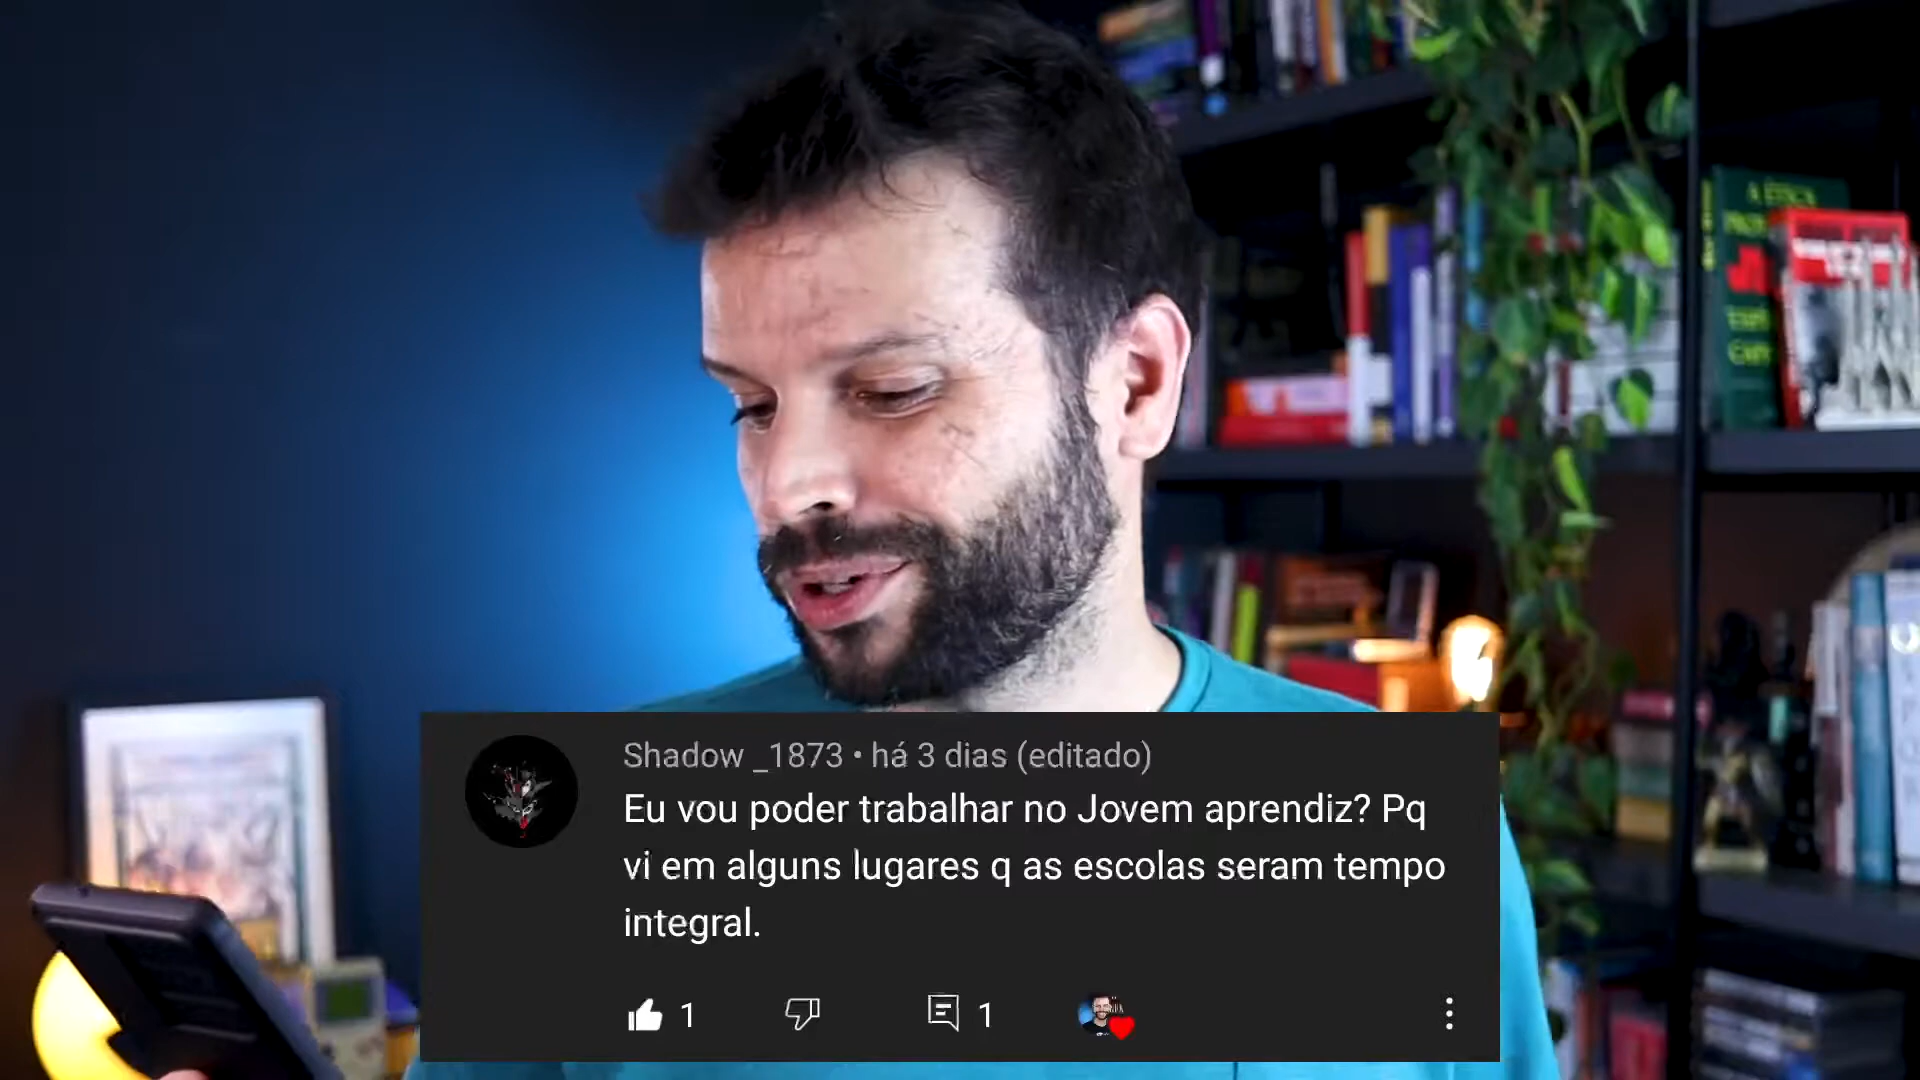 Shadow _1873 • há 3 dias (editado)
Eu vou poder trabalhar no Jovem aprendiz? Pq
vi em alguns lugares q as escolas seram tempo
integral.
1
1
A ÉTICA